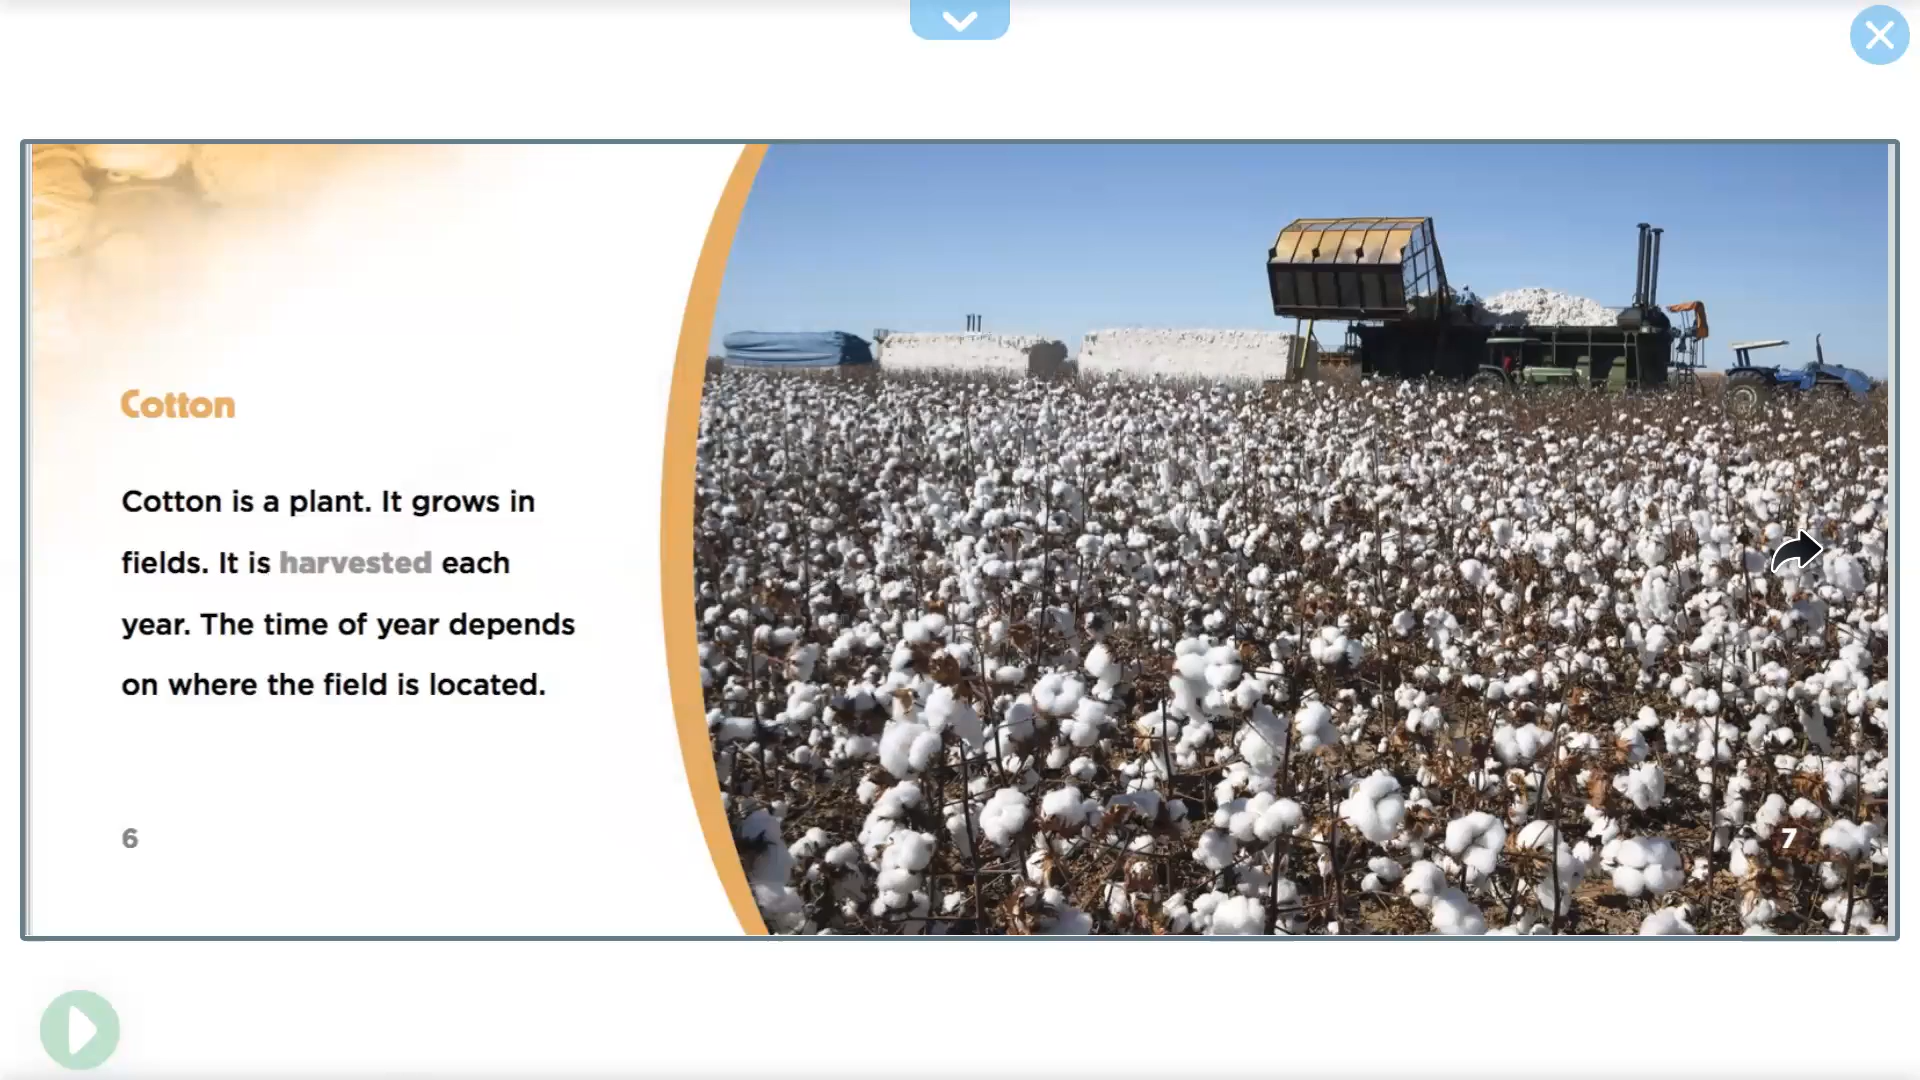 Cotton
Cotton is a plant. It grows in
fields. It is harvested each
year. The time of year depends
on where the field is located.
6
7